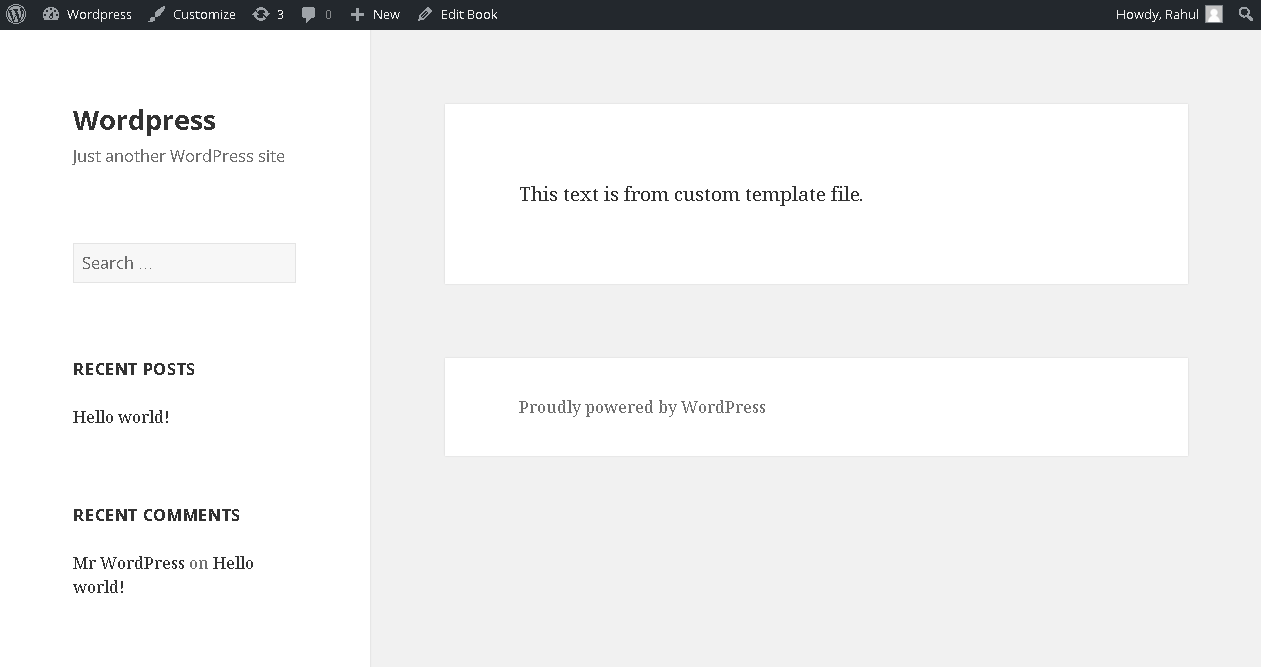 Wordpress Customize 3 0 New Edit Book Howdy, Rahul
Wordpress
Just another WordPress site
Search ...
RECENT POSTS
Hello world!
RECENT COMMENTS
Mr WordPress on Hello
world!
This text is from custom template file.
Proudly powered by WordPress